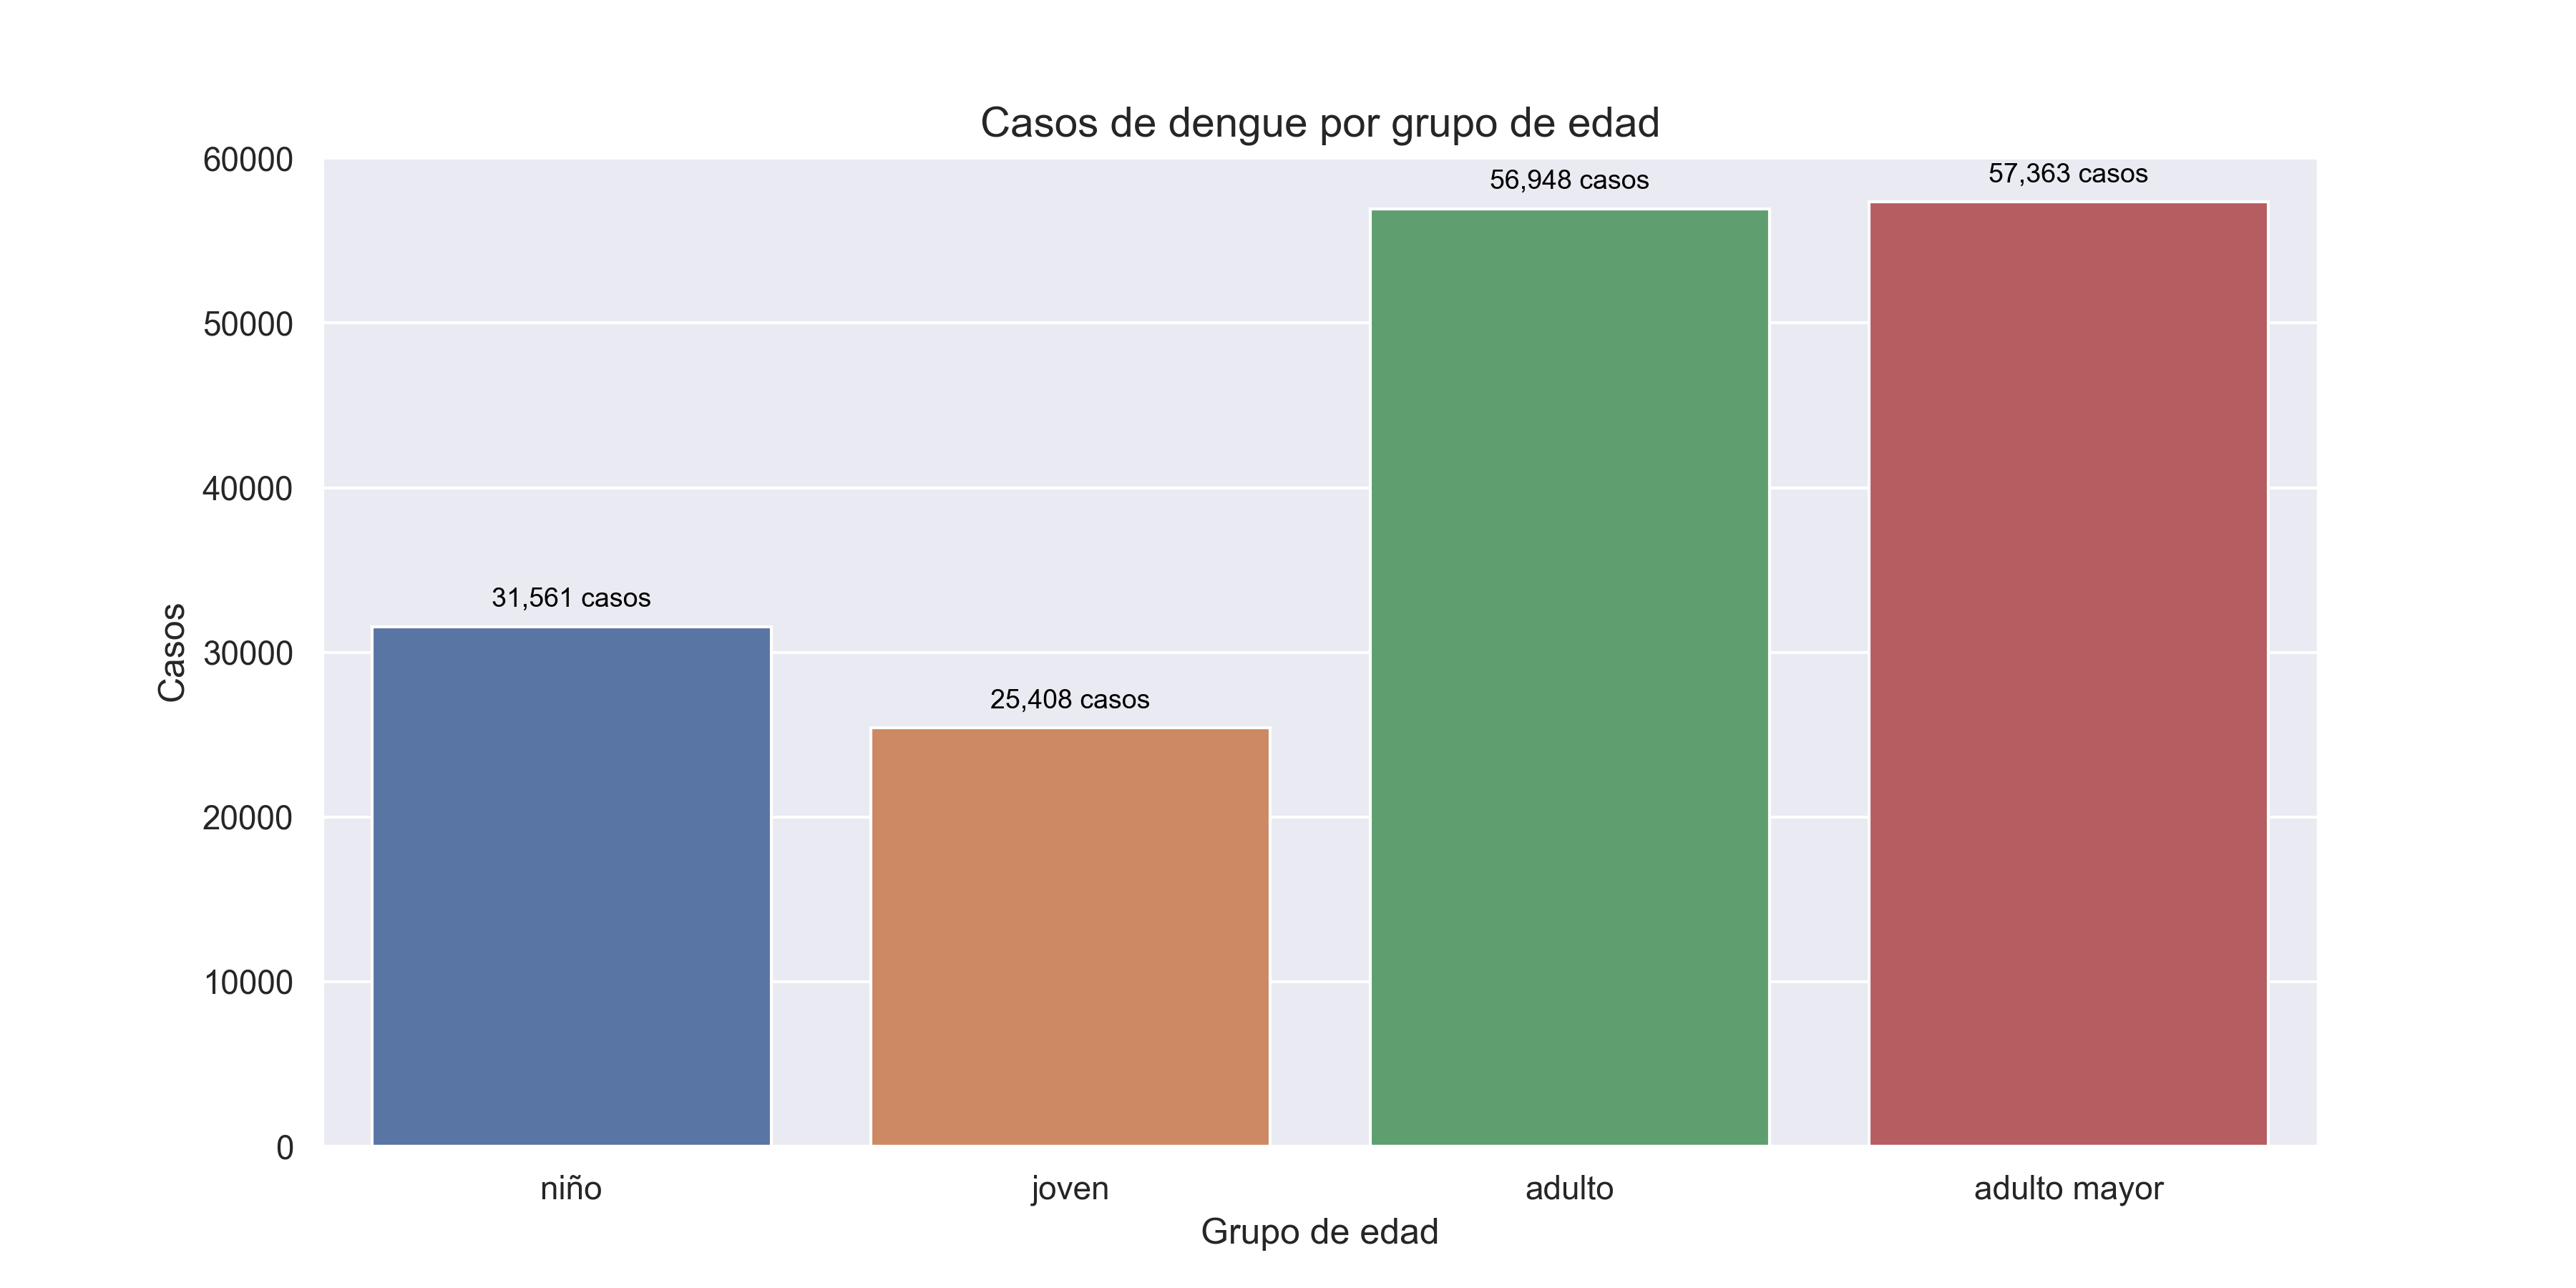 Casos de dengue por grupo de edad
60000
50000
40000
30000
20000
10000
0
Casos
31,561 casos
25,408 casos
56,948 casos
57,363 casos
niño
joven
adulto
adulto mayor
Grupo de edad